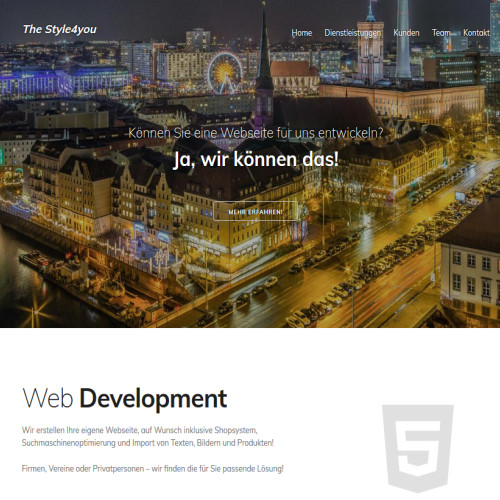 The Style4you
Home Dienstleistungen Kunden Team Kontakt
Können Sie eine Webseite für uns entwickeln?
Ja, wir können das!
MEHR ERFAHREN!
Web Development
Wir erstellen Ihre eigene Webseite, auf Wunsch inklusive Shopsystem,
Suchmaschinenoptimierung und Import von Texten, Bildern und Produkten!
Firmen, Vereine oder Privatpersonen – wir finden die für Sie passende Lösung!
5